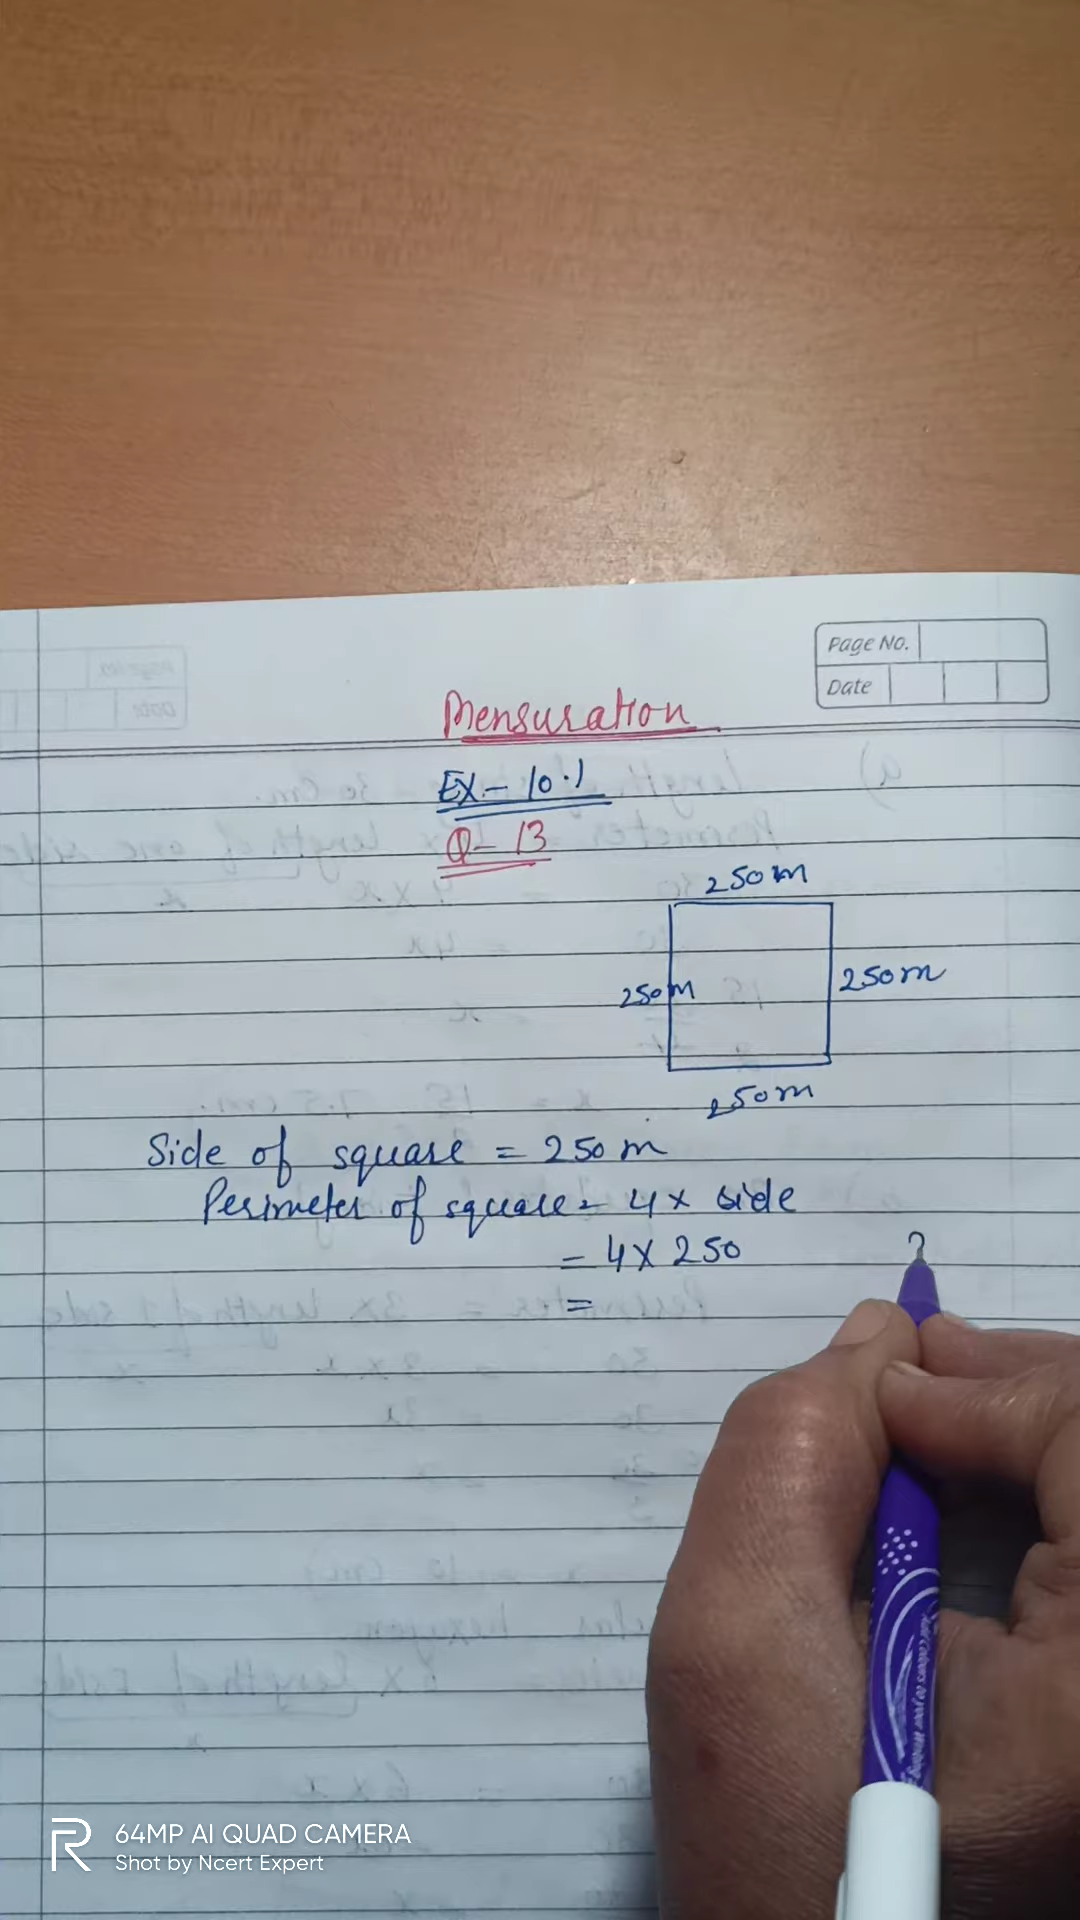 Page No.
Date
Mensuration
EX- 10.1
Q- 13
250m
250m
250m
250m
Side of square = 250 m
Perimeter of square = 4 x side
= 4 x 250
=
2
64MP AI QUAD CAMERA
Shot by Ncert Expert